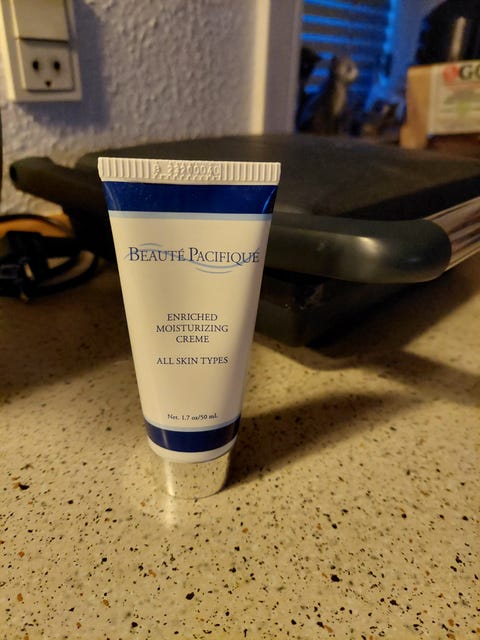 BEAUTÉ PACIFIQUE
ENRICHED
MOISTURIZING
CREME
ALL SKIN TYPES
Net. 1.7 oz/50 mL